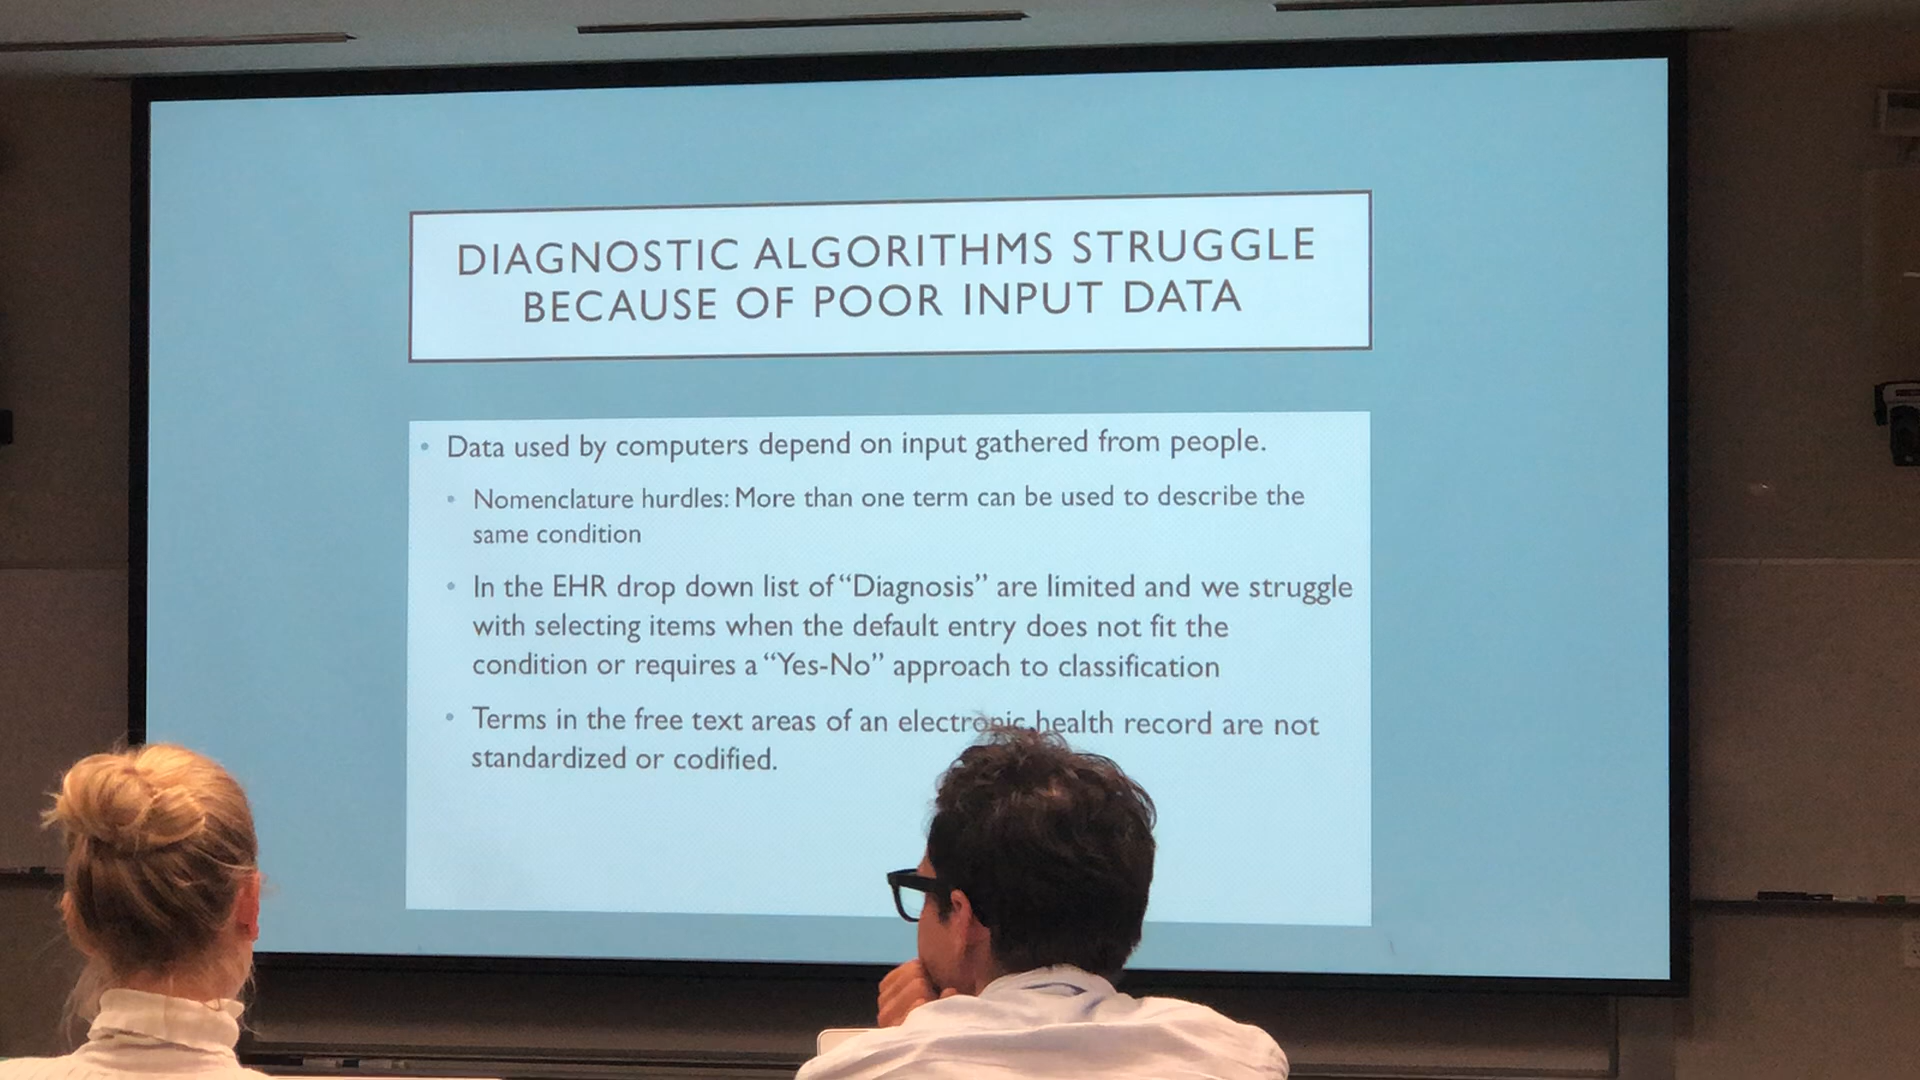 DIAGNOSTIC ALGORITHMS STRUGGLE
BECAUSE OF POOR INPUT DATA
• Data used by computers depend on input gathered from people.
• Nomenclature hurdles: More than one term can be used to describe the
same condition
• In the EHR drop down list of “Diagnosis” are limited and we struggle
with selecting items when the default entry does not fit the
condition or requires a “Yes-No” approach to classification
• Terms in the free text areas of an electronic health record are not
standardized or codified.